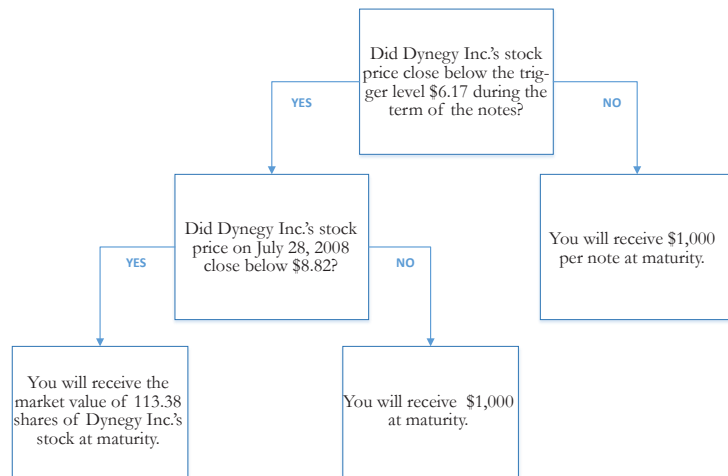 Did Dynegy Inc.'s stock
price close below the trig-
ger level $6.17 during the
term of the notes?
YES
NO
Did Dynegy Inc.'s stock
price on July 28, 2008
close below $8.82?
You will receive $1,000
per note at maturity.
YES
NO
You will receive the
market value of 113.38
shares of Dynegy Inc.'s
stock at maturity.
You will receive $1,000
at maturity.